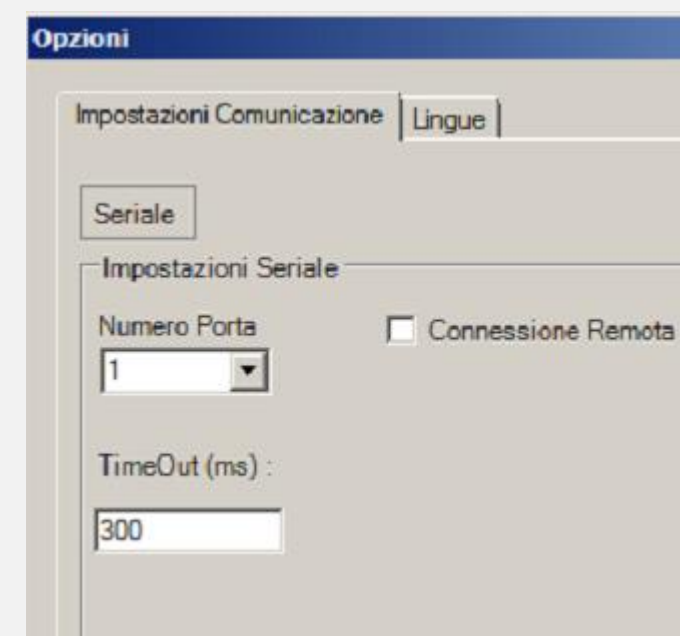 Opzioni
Impostazioni Comunicazione Lingue
Seriale
Impostazioni Seriale
Numero Porta Connessione Remota
1
TimeOut (ms) :
300